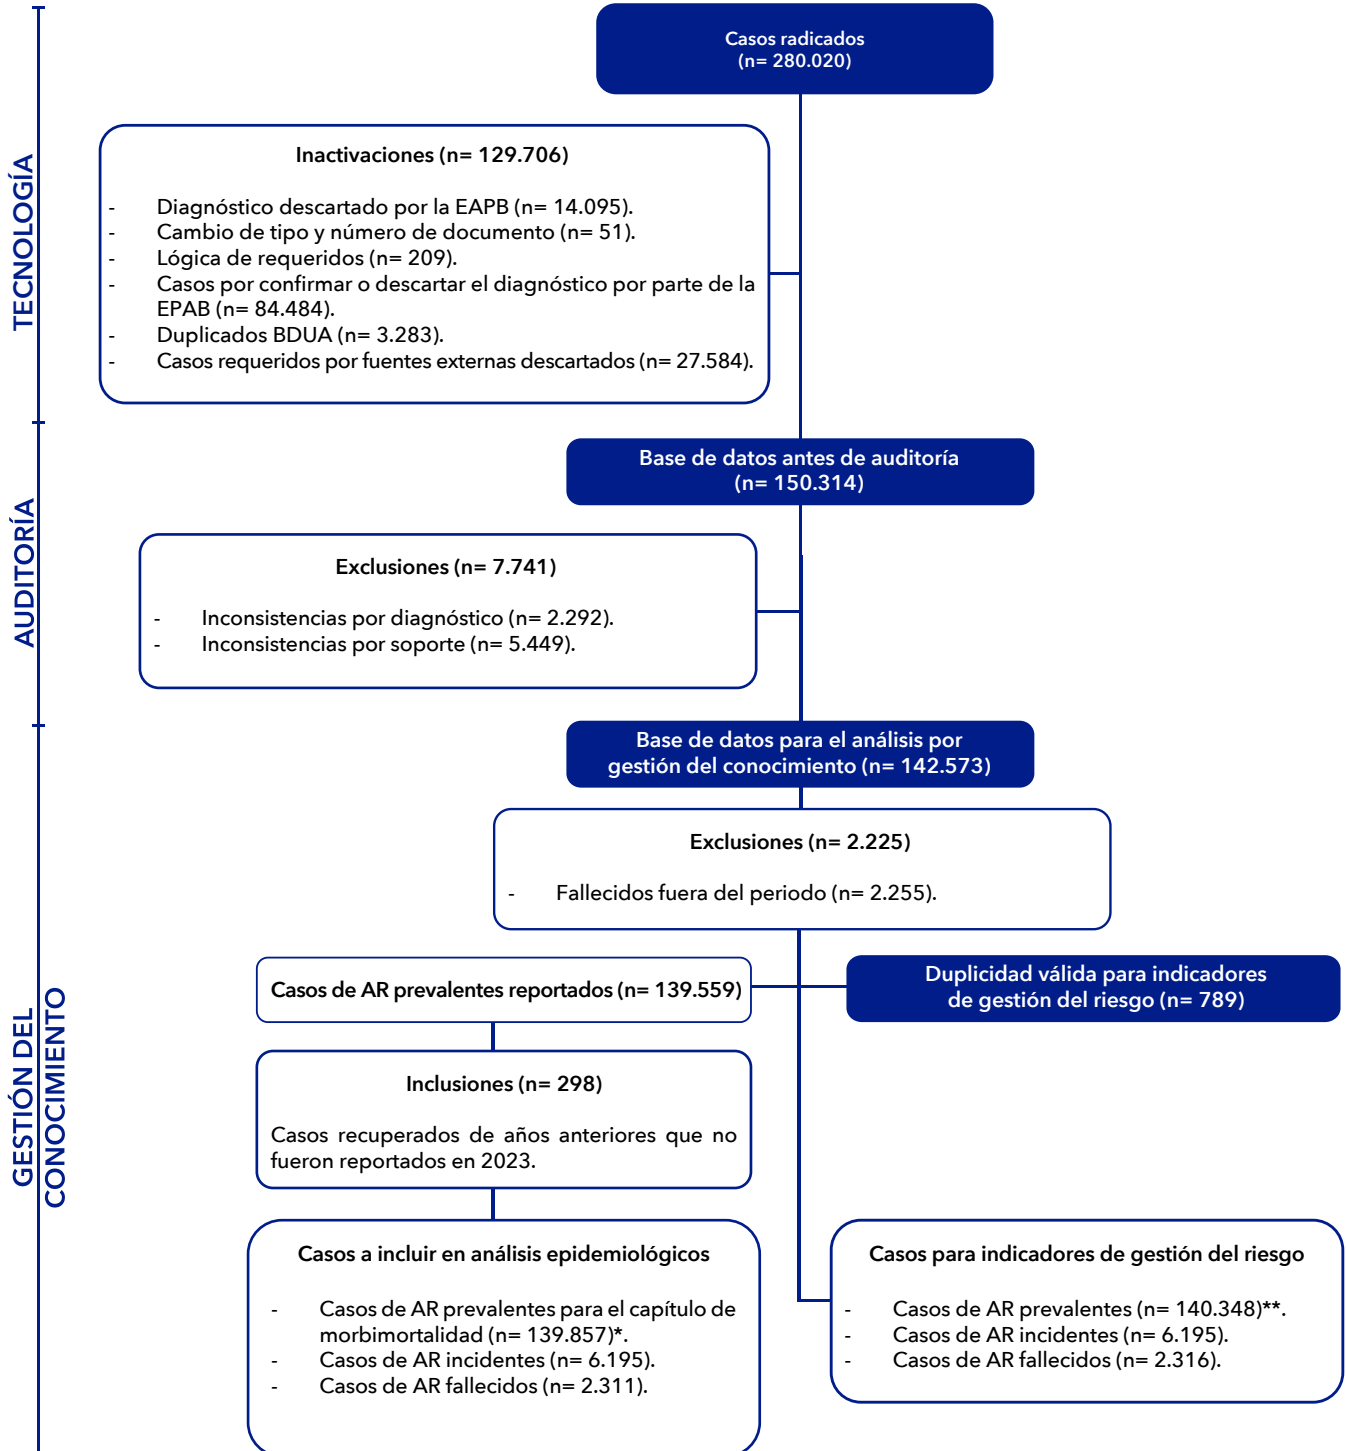 Casos radicados
(n= 280.020)
TECNOLOGÍA
Inactivaciones (n= 129.706)
- Diagnóstico descartado por la EAPB (n= 14.095).
- Cambio de tipo y número de documento (n= 51).
- Lógica de requeridos (n= 209).
- Casos por confirmar o descartar el diagnóstico por parte de la
EPAB (n= 84.484).
- Duplicados BDUA (n= 3.283).
- Casos requeridos por fuentes externas descartados (n= 27.584).
AUDITORÍA
Base de datos antes de auditoría
(n= 150.314)
Exclusiones (n= 7.741)
- Inconsistencias por diagnóstico (n= 2.292).
- Inconsistencias por soporte (n= 5.449).
GESTIÓN DEL
CONOCIMIENTO
Base de datos para el análisis por
gestión del conocimiento (n= 142.573)
Exclusiones (n= 2.225)
- Fallecidos fuera del periodo (n= 2.255).
Casos de AR prevalentes reportados (n= 139.559)
Duplicidad válida para indicadores
de gestión del riesgo (n= 789)
Inclusiones (n= 298)
Casos recuperados de años anteriores que no
fueron reportados en 2023.
Casos a incluir en análisis epidemiológicos
- Casos de AR prevalentes para el capítulo de
morbimortalidad (n= 139.857)*.
- Casos de AR incidentes (n= 6.195).
- Casos de AR fallecidos (n= 2.311).
Casos para indicadores de gestión del riesgo
- Casos de AR prevalentes (n= 140.348)**.
- Casos de AR incidentes (n= 6.195).
- Casos de AR fallecidos (n= 2.316).